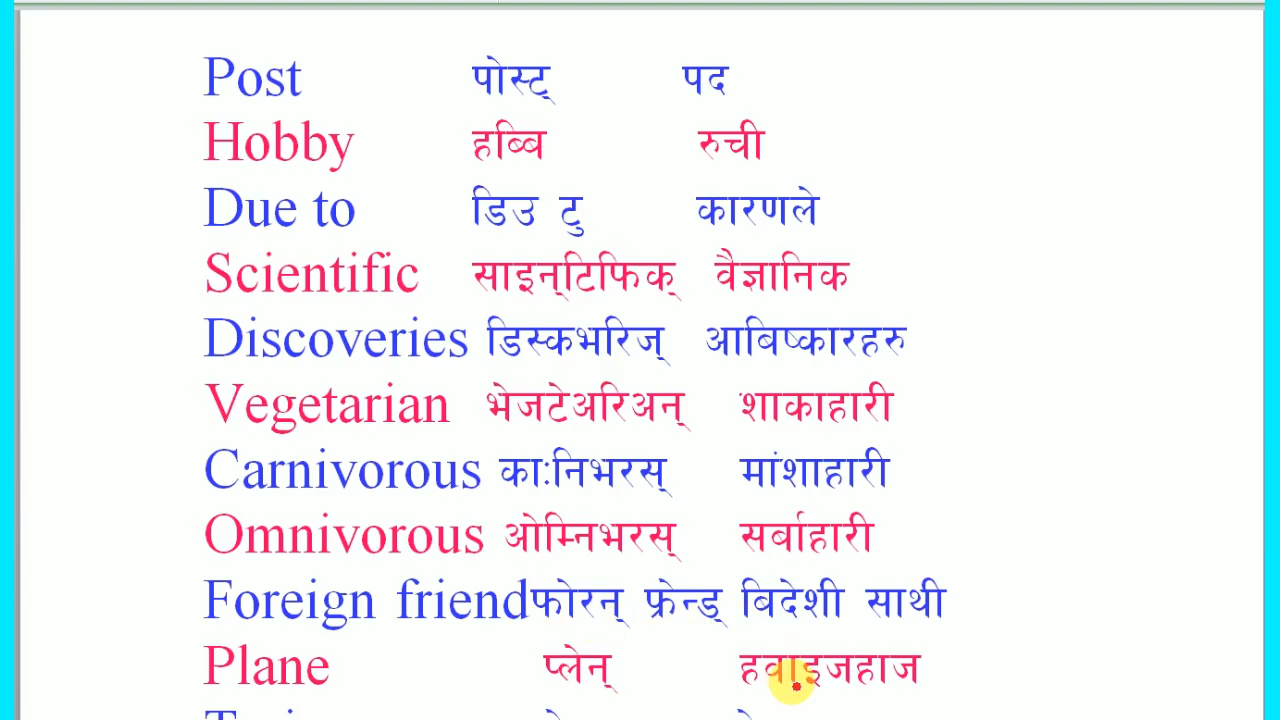 Post पोस्ट् पद
Hobby हब्बि रुची
Due to डिउ टु कारणले
Scientific साइन्टिफिक् वैज्ञानिक
Discoveries डिस्कभरिज् आबिष्कारहरु
Vegetarian भेजटेअरिअन् शाकाहारी
Carnivorous काःनिभरस् मांशाहारी
Omnivorous ओम्निभरस् सर्बाहारी
Foreign friend फोरन् फ्रेन्ड् बिदेशी साथी
Plane प्लेन् हवाइजहाज